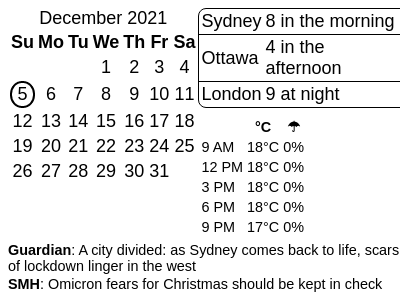 December 2021
Su Mo Tu We Th Fr Sa
1 2 3 4
5 6 7 8 9 10 11
12 13 14 15 16 17 18
19 20 21 22 23 24 25
26 27 28 29 30 31
Sydney 8 in the morning
Ottawa 4 in the
afternoon
London 9 at night
°C ☂
9 AM 18°C 0%
12 PM 18°C 0%
3 PM 18°C 0%
6 PM 18°C 0%
9 PM 17°C 0%
Guardian: A city divided: as Sydney comes back to life, scars
of lockdown linger in the west
SMH: Omicron fears for Christmas should be kept in check